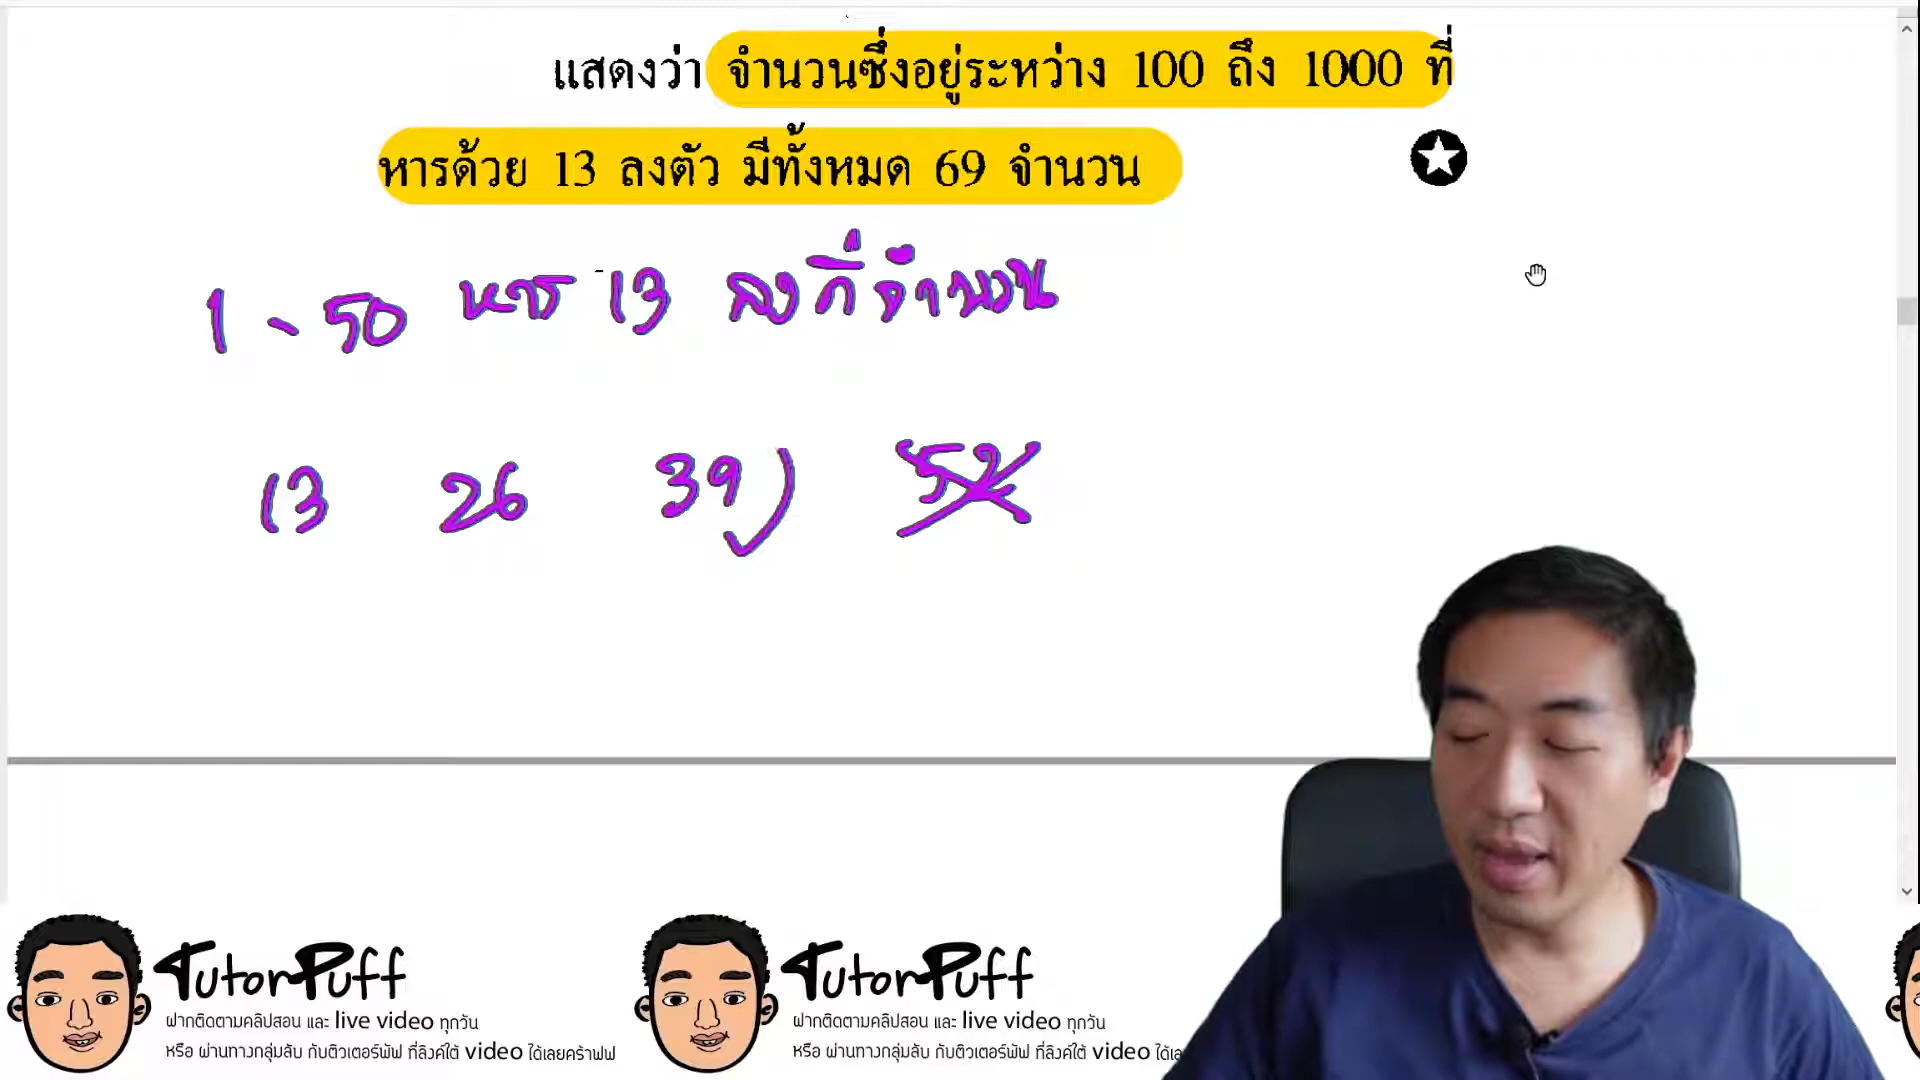 แสดงว่า จำนวนซึ่งอยู่ระหว่าง 100 ถึง 1000 ที่
หารด้วย 13 ลงตัว มีทั้งหมด 69 จำนวน
1 - 50 หาร 13 ลงกี่จำนวน
13 26 39 52
TutorPuff
ฝากติดตามคลิปสอน และ live video ทุกวัน
หรือ ผ่านทางกลุ่มลับ กับติวเตอร์พัฟ ที่ลิงค์ใต้ video ได้เลยคร้าฟฟ
TutorPuff
ฝากติดตามคลิปสอน และ live video ทุกวัน
หรือ ผ่านทางกลุ่มลับ กับติวเตอร์พัฟ ที่ลิงค์ใต้ video